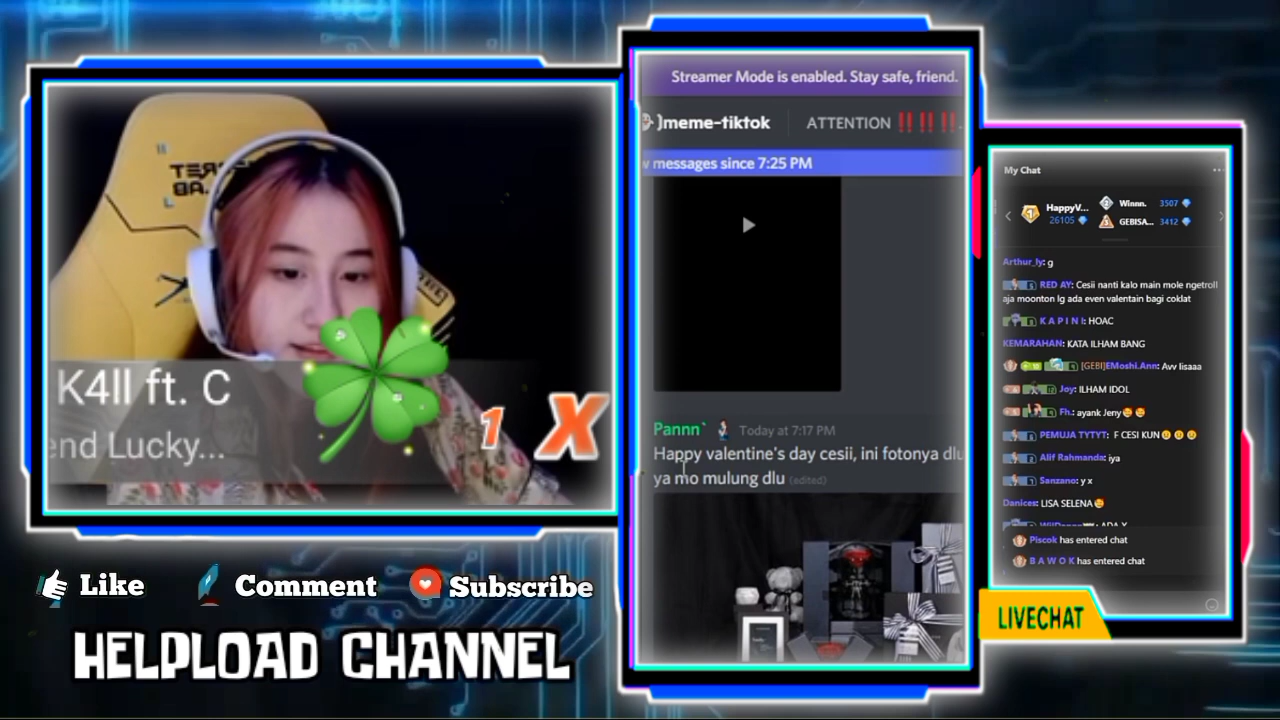 K4ll ft. C
end Lucky...
1 X
Like
Comment
Subscribe
HELPLOAD CHANNEL
Streamer Mode is enabled. Stay safe, friend.
)meme-tiktok
ATTENTION ‼️‼️‼️.
messages since 7:25 PM
Pannn` Today at 7:17 PM
Happy valentine's day cesii, ini fotonya dlu
ya mo mulung dlu (edited)
My Chat
1 HappyV...
26105
2 Winnn. 3507
3 GEBISA... 3412
Arthur_ly: g
RED AY: Cesii nanti kalo main mole ngetroll
aja moonton lg ada even valentain bagi coklat
K A P I N I: HOAC
KEMARAHAN: KATA ILHAM BANG
[GEBI]EMoshi.Ann: Avv lisaaa
Joy: ILHAM IDOL
Fh.: ayank Jeny🥰🥰
PEMUJA TYTYT: F CESI KUN
Alif Rahmanda: iya
Sanzano: y x
Danices: LISA SELENA🥰
Piscok has entered chat
B A W O K has entered chat
LIVECHAT